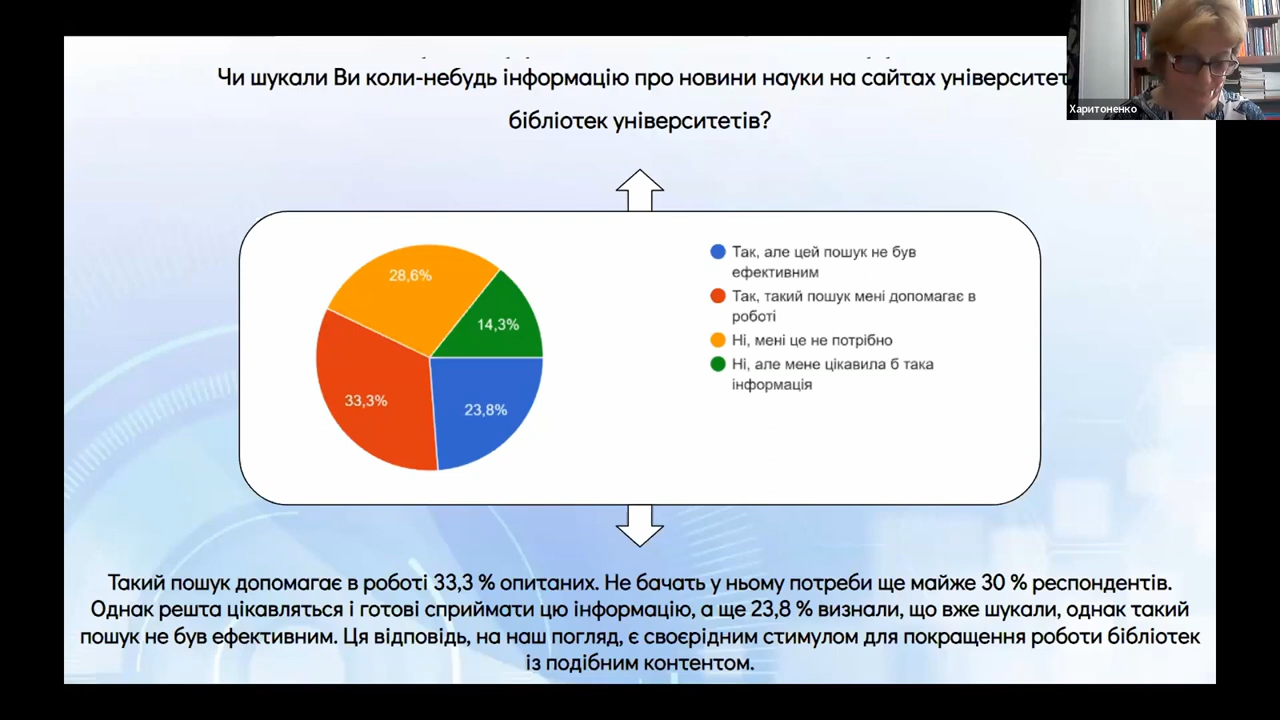 Чи шукали Ви коли-небудь інформацію про новини науки на сайтах університет
бібліотек університетів?
Харитоненко
28,6%
14,3%
33,3%
23,8%
Так, але цей пошук не був
ефективним
Так, такий пошук мені допомагає в
роботі
Ні, мені це не потрібно
Ні, але мене цікавила б така
інформація
Такий пошук допомагає в роботі 33,3 % опитаних. Не бачать у ньому потреби ще майже 30 % респондентів.
Однак решта цікавляться і готові сприймати цю інформацію, а ще 23,8 % визнали, що вже шукали, однак такий
пошук не був ефективним. Ця відповідь, на наш погляд, є своєрідним стимулом для покращення роботи бібліотек
із подібним контентом.